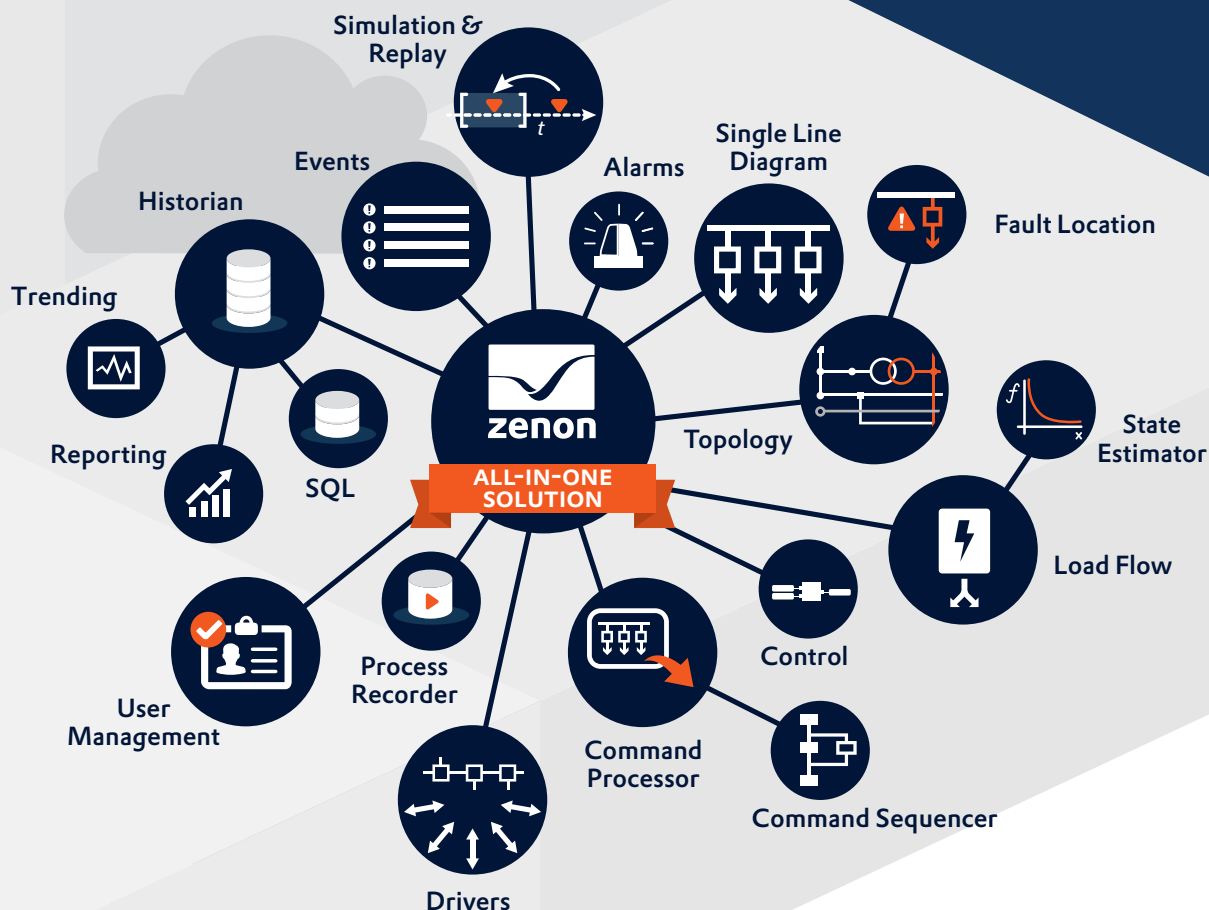 Simulation &
Replay
t
Single Line
Diagram
Events
Alarms
Historian
Fault Location
Trending
zenon
Topology
f
x
State
Estimator
Reporting
SQL
ALL-IN-ONE
SOLUTION
Load Flow
Control
Process
Recorder
User
Management
Command
Processor
Command Sequencer
Drivers